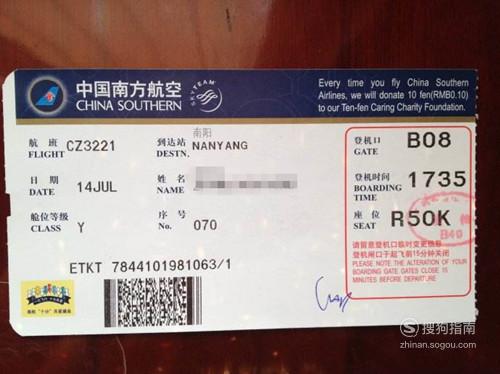 中国南方航空
CHINA SOUTHERN
SKYTEAM
Every time you fly China Southern
Airlines, we will donate 10 fen(RMB0.10)
to our Ten-fen Caring Charity Foundation.
航班
FLIGHT CZ3221
到达站 南阳
DESTN. NANYANG
登机口
GATE B08
日期
DATE 14JUL
姓名
NAME
登机时间
BOARDING TIME 1735
舱位等级
CLASS Y
序号
No. 070
座位
SEAT R50K
B40
请留意登机口临时变更信息
登机闸口于起飞前15分钟关闭
PLEASE NOTE THE ALTERATION OF YOUR
BOARDING GATE GATES CLOSE 15
MINUTES BEFORE DEPARTURE
ETKT 7844101981063/1
搜狗指南
zhinan.sogou.com